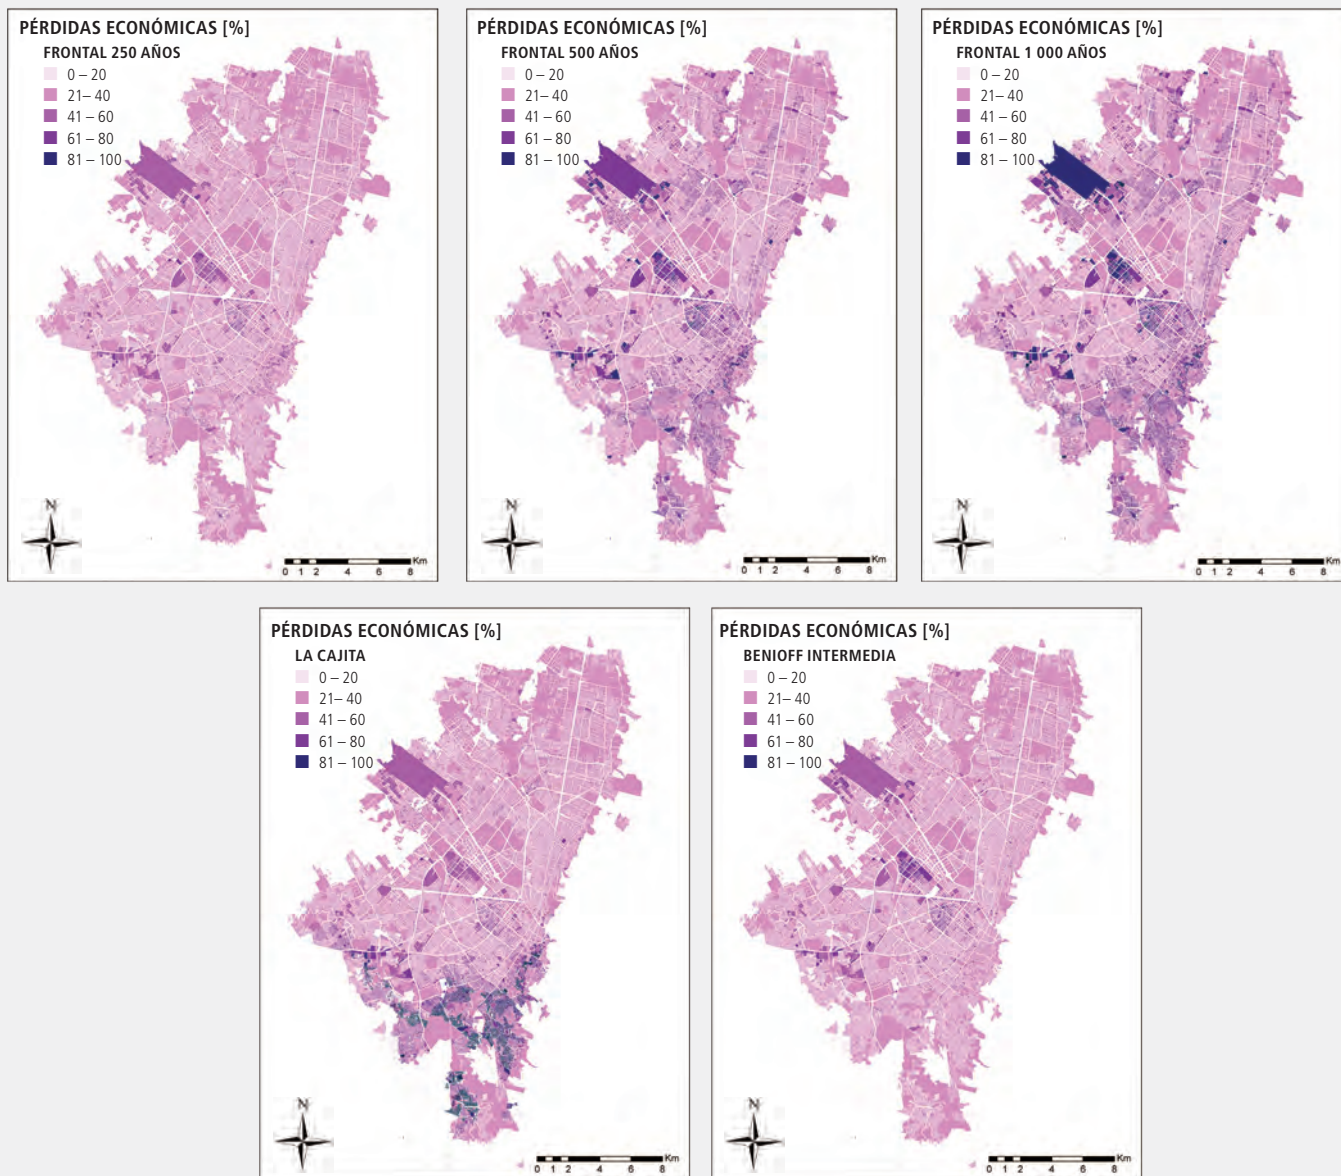 PÉRDIDAS ECONÓMICAS [%]
FRONTAL 250 AÑOS
0 – 20
21– 40
41 – 60
61 – 80
81 – 100
N
Km
0 1 2 4 6 8
PÉRDIDAS ECONÓMICAS [%]
FRONTAL 500 AÑOS
0 – 20
21– 40
41 – 60
61 – 80
81 – 100
N
Km
0 1 2 4 6 8
PÉRDIDAS ECONÓMICAS [%]
FRONTAL 1 000 AÑOS
0 – 20
21– 40
41 – 60
61 – 80
81 – 100
N
Km
0 1 2 4 6 8
PÉRDIDAS ECONÓMICAS [%]
LA CAJITA
0 – 20
21– 40
41 – 60
61 – 80
81 – 100
N
Km
0 1 2 4 6 8
PÉRDIDAS ECONÓMICAS [%]
BENIOFF INTERMEDIA
0 – 20
21– 40
41 – 60
61 – 80
81 – 100
N
Km
0 1 2 4 6 8